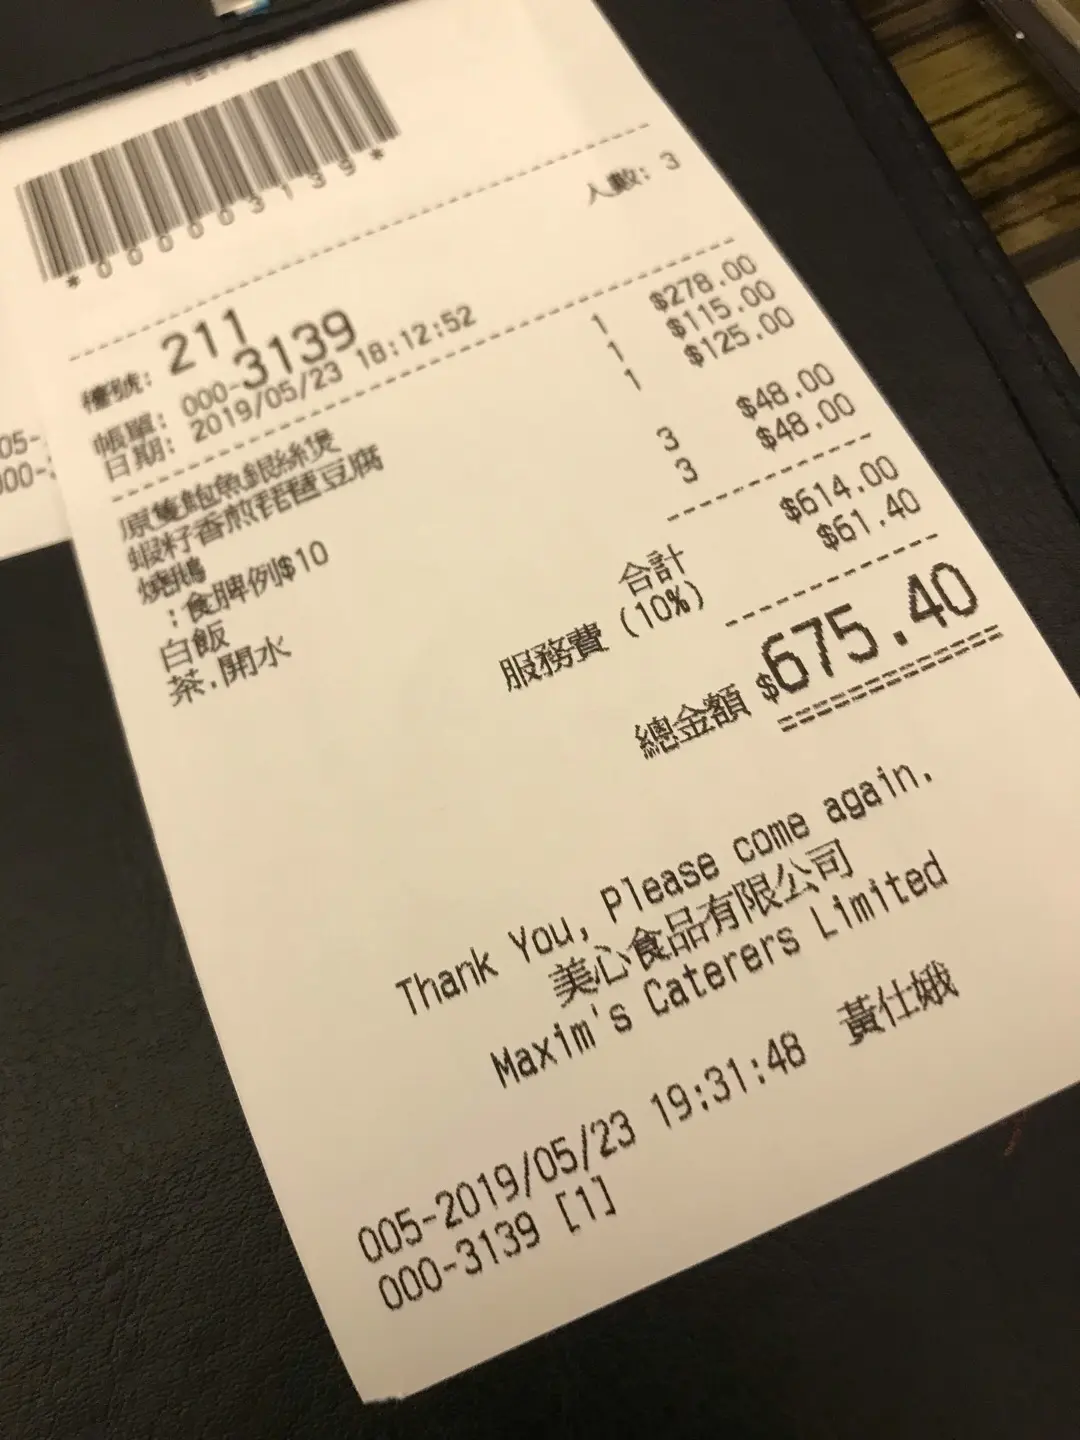 *000003139*
人數: 3
檯號: 211
帳單: 000-3139
日期: 2019/05/23 18:12:52
原隻鮑魚銀絲煲 1 $278.00
蝦籽香煎琵琶豆腐 1 $115.00
燒鵝 1 $125.00
:食脾例$10
白飯 3 $48.00
茶.開水 3 $48.00
合計 $614.00
服務費 (10%) $61.40
總金額 $675.40
Thank You, Please come again.
美心食品有限公司
Maxim's Caterers Limited
005-2019/05/23 19:31:48 黃仕娥
000-3139 [1]
005-
000-